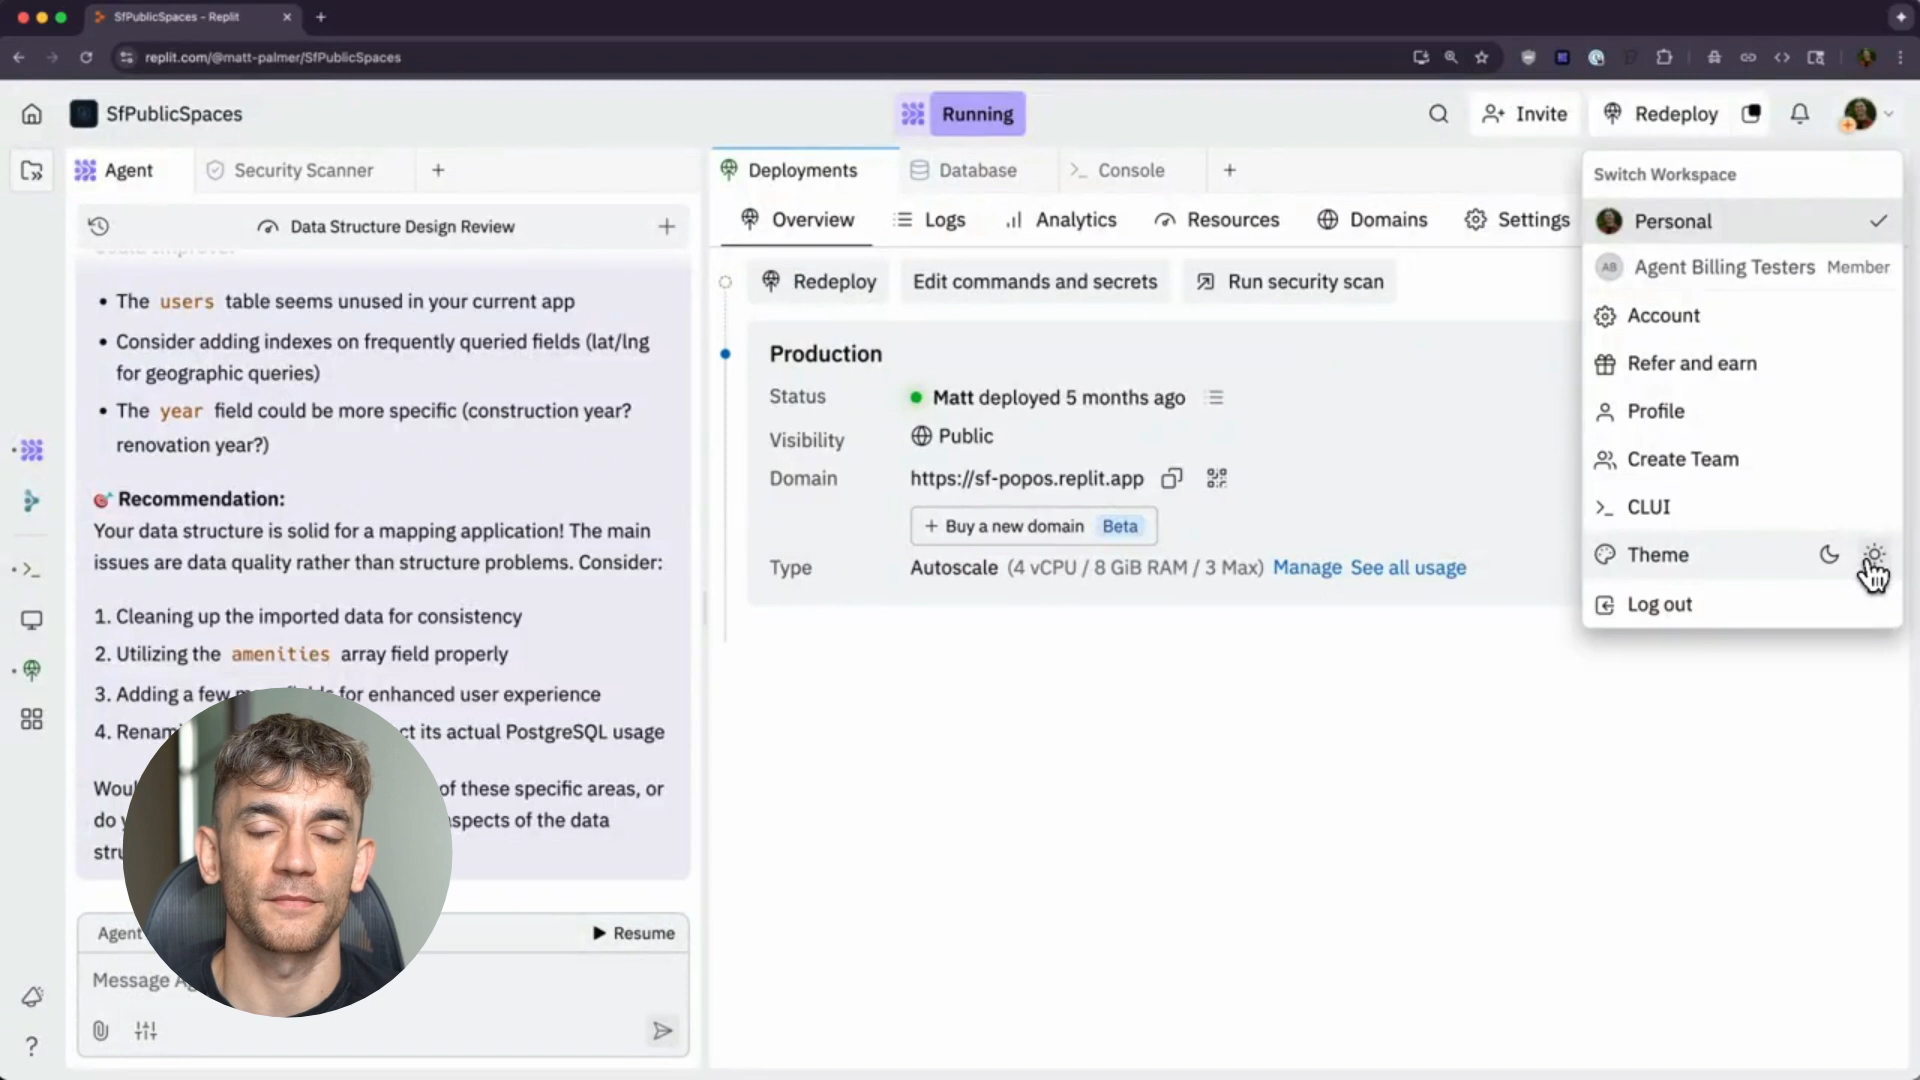 SfPublicSpaces - Replit
replit.com/@matt-palmer/SfPublicSpaces
SfPublicSpaces
Running
Invite
Redeploy
Agent
Security Scanner
Deployments
Database
Console
Data Structure Design Review
Overview
Logs
Analytics
Resources
Domains
Settings
The users table seems unused in your current app
Consider adding indexes on frequently queried fields (lat/lng
for geographic queries)
The year field could be more specific (construction year?
renovation year?)
Recommendation:
Your data structure is solid for a mapping application! The main
issues are data quality rather than structure problems. Consider:
1. Cleaning up the imported data for consistency
2. Utilizing the amenities array field properly
3. Adding a few for enhanced user experience
4. its actual PostgreSQL usage
of these specific areas, or
aspects of the data
Agent
Resume
Message
Redeploy
Edit commands and secrets
Run security scan
Production
Status
Matt deployed 5 months ago
Visibility
Public
Domain
https://sf-popos.replit.app
+ Buy a new domain Beta
Type
Autoscale (4 vCPU / 8 GiB RAM / 3 Max) Manage See all usage
Switch Workspace
Personal
AB Agent Billing Testers Member
Account
Refer and earn
Profile
Create Team
CLUI
Theme
Log out